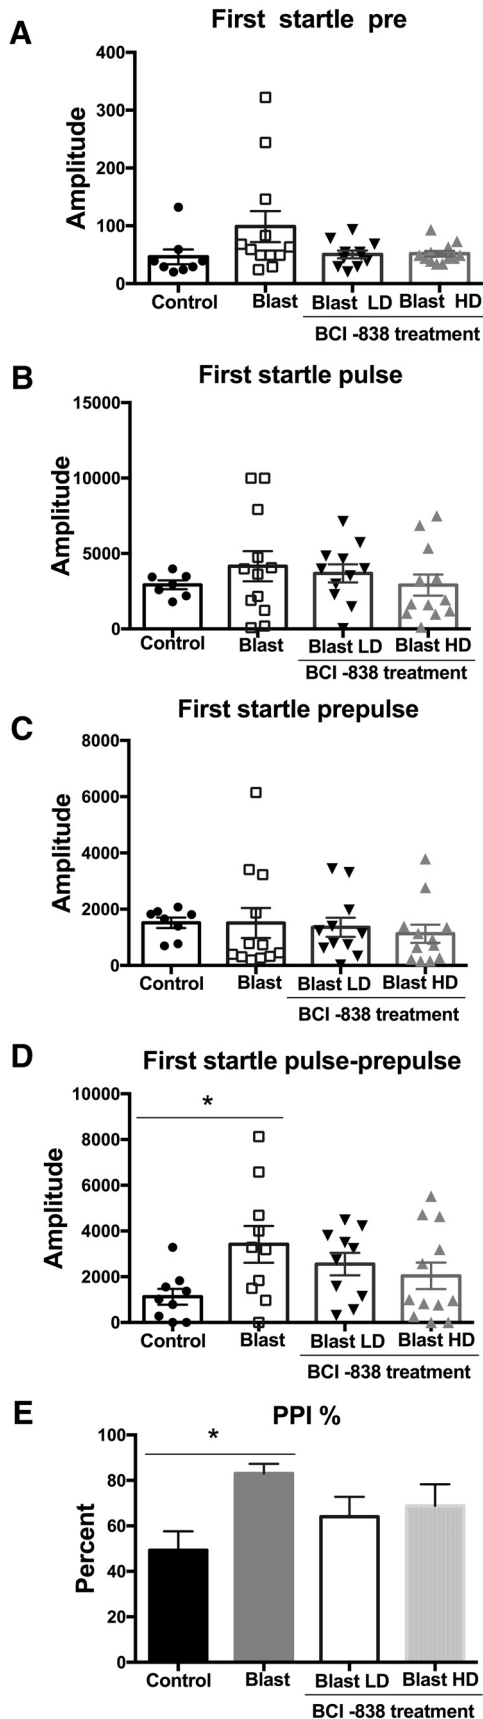 A
First startle pre
Amplitude
400
300
200
100
0
Control Blast Blast LD Blast HD
BCI -838 treatment
B
First startle pulse
Amplitude
15000
10000
5000
0
Control Blast Blast LD Blast HD
BCI -838 treatment
C
First startle prepulse
Amplitude
8000
6000
4000
2000
0
Control Blast Blast LD Blast HD
BCI -838 treatment
D
First startle pulse-prepulse
Amplitude
10000
8000
6000
4000
2000
0
*
Control Blast Blast LD Blast HD
BCI -838 treatment
E
PPI %
Percent
100
80
60
40
20
0
*
Control Blast Blast LD Blast HD
BCI -838 treatment